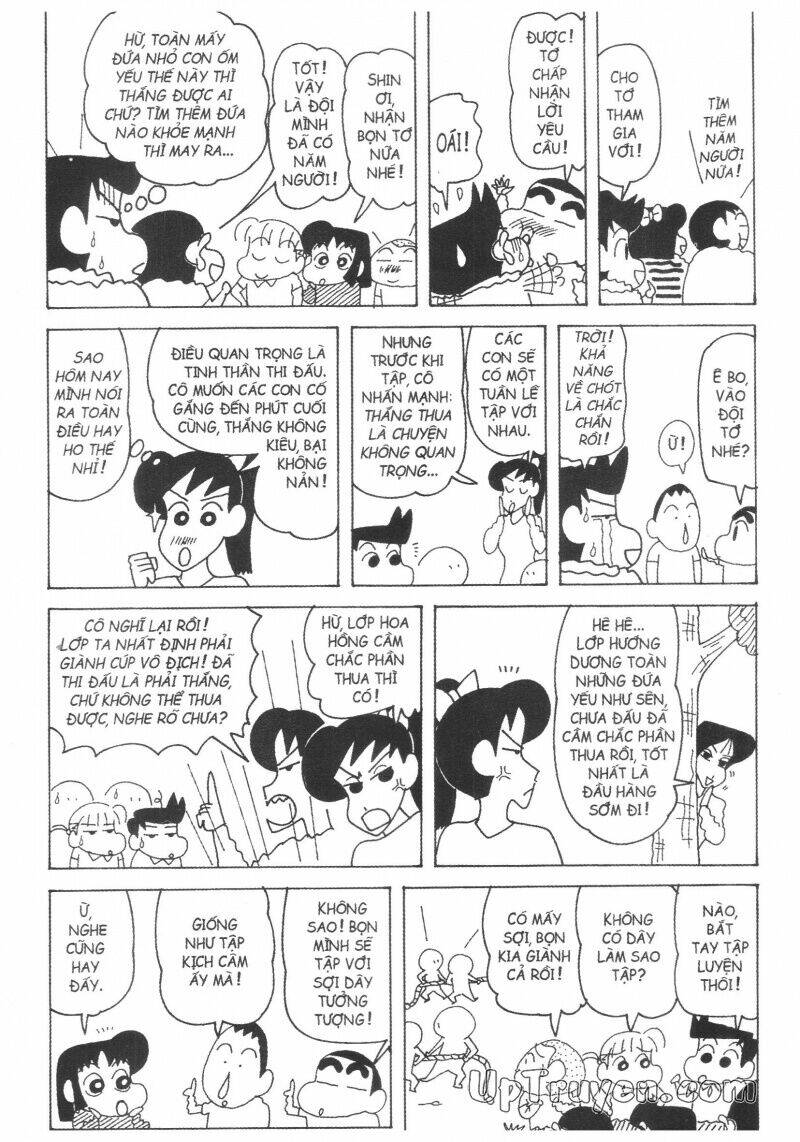 TÌM
THÊM
NĂM
NGƯỜI
NỮA!
CHO
TỚ
THAM
GIA
VỚI!
ĐƯỢC!
TỚ
CHẤP
NHẬN
LỜI
YÊU
CẦU!
OÁI!
SHIN
ƠI,
NHẬN
BỌN TỚ
NỮA
NHÉ!
TỐT!
VẬY
LÀ ĐỘI
MÌNH
ĐÃ CÓ
NĂM
NGƯỜI!
HỪ, TOÀN MẤY
ĐỨA NHỎ CON ỐM
YẾU THẾ NÀY THÌ
THẮNG ĐƯỢC AI
CHỨ? TÌM THÊM ĐỨA
NÀO KHỎE MẠNH
THÌ MAY RA...
Ê BO,
VÀO
ĐỘI
TỚ
NHÉ?
Ừ!
TRỜI!
KHẢ
NĂNG
VỀ CHÓT
LÀ CHẮC
CHẮN
RỒI!
CÁC
CON SẼ
CÓ MỘT
TUẦN LỄ
TẬP VỚI
NHAU.
NHƯNG
TRƯỚC KHI
TẬP, CÔ
NHẤN MẠNH:
THẮNG THUA
LÀ CHUYỆN
KHÔNG QUAN
TRỌNG...
ĐIỀU QUAN TRỌNG LÀ
TINH THẦN THI ĐẤU.
CÔ MUỐN CÁC CON CỐ
GẮNG ĐẾN PHÚT CUỐI
CÙNG, THẮNG KHÔNG
KIÊU, BẠI
KHÔNG
NẢN!
SAO
HÔM NAY
MÌNH NÓI
RA TOÀN
ĐIỀU HAY
HO THẾ
NHỈ!
HÊ HÊ...
LỚP HƯỚNG
DƯƠNG TOÀN
NHỮNG ĐỨA
YẾU NHƯ SÊN,
CHƯA ĐẤU ĐÃ
CẦM CHẮC PHẦN
THUA RỒI, TỐT
NHẤT LÀ
ĐẦU HÀNG
SỚM ĐI!
HỪ, LỚP HOA
HỒNG CẦM
CHẮC PHẦN
THUA THÌ
CÓ!
CÔ NGHĨ LẠI RỒI!
LỚP TA NHẤT ĐỊNH PHẢI
GIÀNH CÚP VÔ ĐỊCH! ĐÃ
THI ĐẤU LÀ PHẢI THẮNG,
CHỨ KHÔNG THỂ THUA
ĐƯỢC, NGHE RÕ CHƯA?
NÀO,
BẮT
TAY TẬP
LUYỆN
THÔI!
KHÔNG
CÓ DÂY
LÀM SAO
TẬP?
CÓ MẤY
SỢI, BỌN
KIA GIÀNH
CẢ RỒI!
KHÔNG
SAO! BỌN
MÌNH SẼ
TẬP VỚI
SỢI DÂY
TƯỞNG
TƯỢNG!
GIỐNG
NHƯ TẬP
KỊCH CÂM
ẤY MÀ!
Ừ,
NGHE
CŨNG
HAY
ĐẤY.
UpTruyen.com